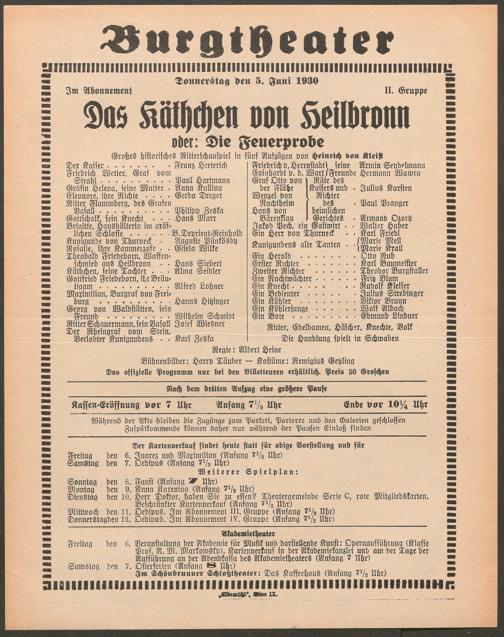 Burgtheater
Donnerstag den 5. Juni 1930
Im Abonnement II. Gruppe
Das Käthchen von Heilbronn
oder: Die Feuerprobe
Großes historisches Ritterschauspiel in fünf Aufzügen von Heinrich von Kleist
Der Kaiser . . . . . . . Franz Herterich
Friedrich Wetter, Graf vom
Strahl . . . . . . . Paul Hartmann
Gräfin Helena, seine Mutter . Anna Kallina
Eleonore, ihre Nichte . . . . Gerda Dreger
Ritter Flammberg, des Grafen
Vasall . . . . . . . Philipp Zeska
Gottschalk, sein Knecht . . . Hans Marr
Brigitte, Haushälterin im gräf-
lichen Schlosse . . . . . B. Devrient-Reinhold
Kunigunde von Thurneck . . Auguste Pünkösdy
Rosalie, ihre Kammerzofe . . Gisela Wilke
Theobald Friedeborn, Waffen-
schmied aus Heilbronn . . Hans Siebert
Käthchen, seine Tochter . . . Alma Seidler
Gottfried Friedeborn, ihr Bräu-
tigam . . . . . . . Alfred Lohner
Maximilian, Burggraf von Frei-
burg . . . . . . . Hanns Hitzinger
Georg von Waldstätten, sein
Freund . . . . . . . Wilhelm Schmidt
Ritter Schauermann, sein Vasall Josef Wiesner
Der Rheingraf vom Stein,
Verlobter Kunigundens . . Karl Zeska
Friedrich v. Herrnstadt } seine Armin Seydelmann
Eginhard v. d. Wart } Freunde Hermann Wawra
Graf Otto von } Räte des
der Flühe } Kaisers und . Julius Karsten
Wenzel von } Richter
Nachtheim } des . . . Paul Pranger
Hans von } heimlichen
Bärenklau } Gerichts . Armand Ozory
Jakob Pech, ein Gastwirt . . Walter Huber
Ein Herr von Thurneck . . Karl Friedl
Kunigundens alte Tanten . { Marie Mell
{ Marie Krall
Ein Herold . . . . . . Otto Rub
Erster Richter . . . . . Karl Baumeister
Zweiter Richter . . . . . Theodor Burgstaller
Ein Nachtwächter . . . . Fritz Blum
Ein Knecht . . . . . . Rudolf Kleiser
Ein Bedienter . . . . . Julius Strebinger
Ein Köhler . . . . . . Viktor Braun
Ein Köhlerjunge . . . . . Wolf Albach
Ein Bote . . . . . . . Edmund Lindner
Ritter, Edeldamen, Häscher, Knechte, Volk
Die Handlung spielt in Schwaben
Regie: Albert Heine
Bühnenbilder: Harry Täuber — Kostüme: Remigius Geyling
Das offizielle Programm nur bei den Billetteuren erhältlich. Preis 50 Groschen
Nach dem dritten Aufzug eine größere Pause
Kassen-Eröffnung vor 7 Uhr Anfang 7½ Uhr Ende vor 10¼ Uhr
Während der Akte bleiben die Zugänge zum Parkett, Parterre und den Galerien geschlossen
Zuspätkommende können daher nur während der Pausen Einlaß finden
Der Kartenverkauf findet heute statt für obige Vorstellung und für
Freitag den 6. Juarez und Maximilian (Anfang 7½ Uhr)
Samstag den 7. Oedipus (Anfang 7½ Uhr)
Weiterer Spielplan:
Sonntag den 8. Faust (Anfang 7 Uhr)
Montag den 9. Anna Karenina (Anfang 7½ Uhr)
Dienstag den 10. Herr Doktor, haben Sie zu essen? Theatergemeinde Serie C, rote Mitgliedskarten.
Beschränkter Kartenverkauf (Anfang 7½ Uhr)
Mittwoch den 11. Oedipus. Im Abonnement III. Gruppe (Anfang 7½ Uhr)
Donnerstag den 12. Oedipus. Im Abonnement IV. Gruppe (Anfang 7½ Uhr)
Akademietheater
Freitag den 6. Veranstaltung der Akademie für Musik und darstellende Kunst: Opernaufführung (Klasse
Prof. A. M. Markowsky). Kartenverkauf in der Akademiekanzlei und am der Tage der
Aufführung an der Abendkassa des Akademietheaters (Anfang 7 Uhr)
Samstag den 7. Osterferien (Anfang 8 Uhr)
Im Schönbrunner Schloßtheater: Das Kaffeehaus (Anfang 7½ Uhr)
„Elbemühl", Wien IX.